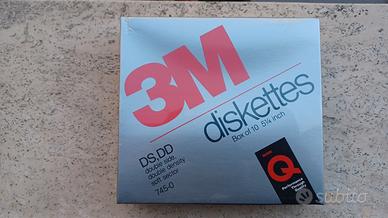 3M
diskettes
Box of 10 5¼ inch
DS,DD
double side
double density
soft sector
745-0
Q
subito